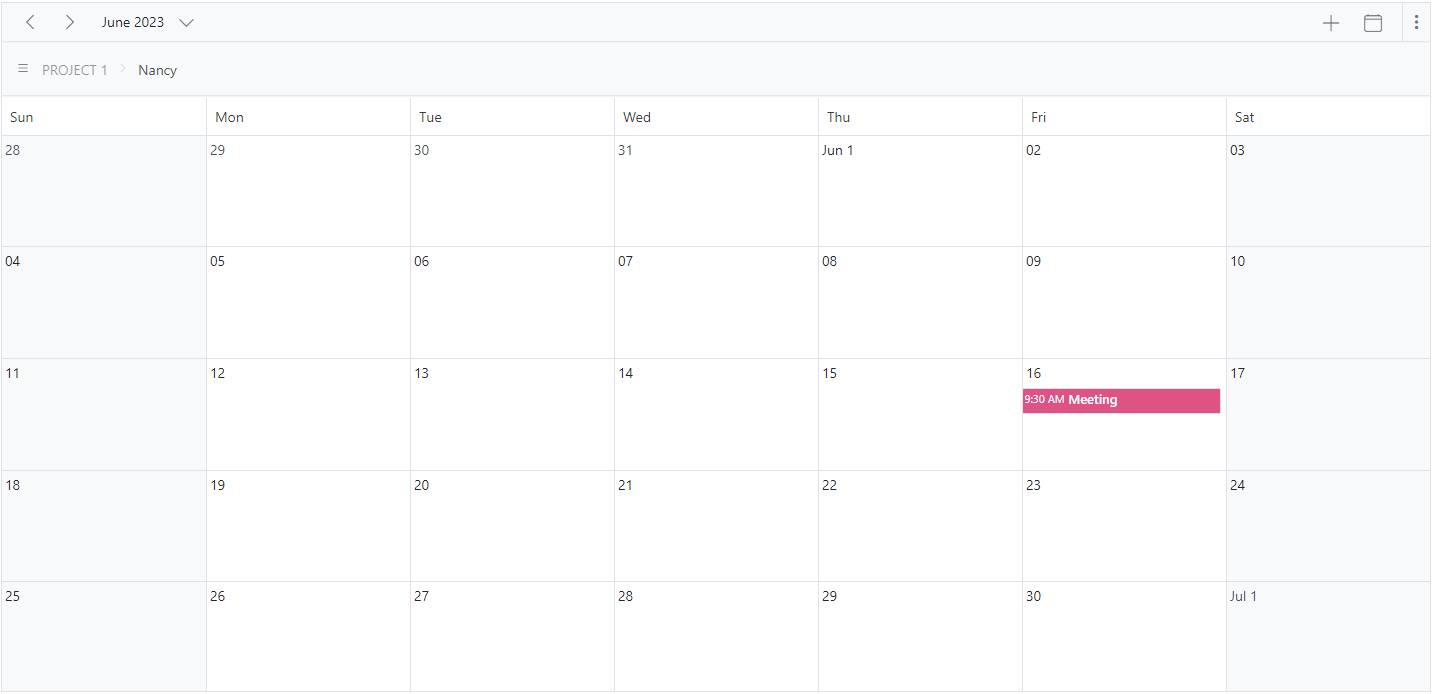 June 2023
PROJECT 1 Nancy
Sun Mon Tue Wed Thu Fri Sat
28 29 30 31 Jun 1 02 03
04 05 06 07 08 09 10
11 12 13 14 15 16 17
9:30 AM Meeting
18 19 20 21 22 23 24
25 26 27 28 29 30 Jul 1